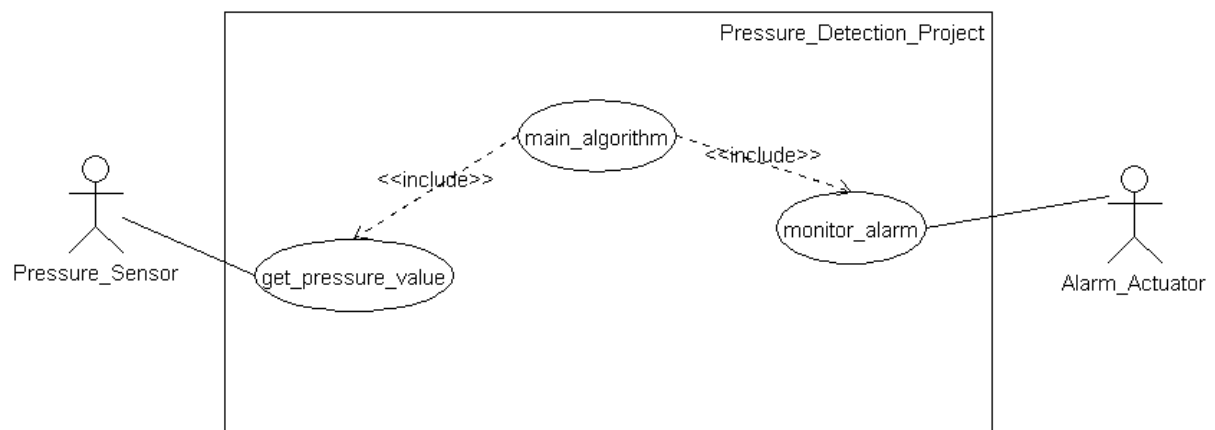 Pressure_Detection_Project
main_algorithm
<<include>>
<<include>>
monitor_alarm
get_pressure_value
Pressure_Sensor
Alarm_Actuator